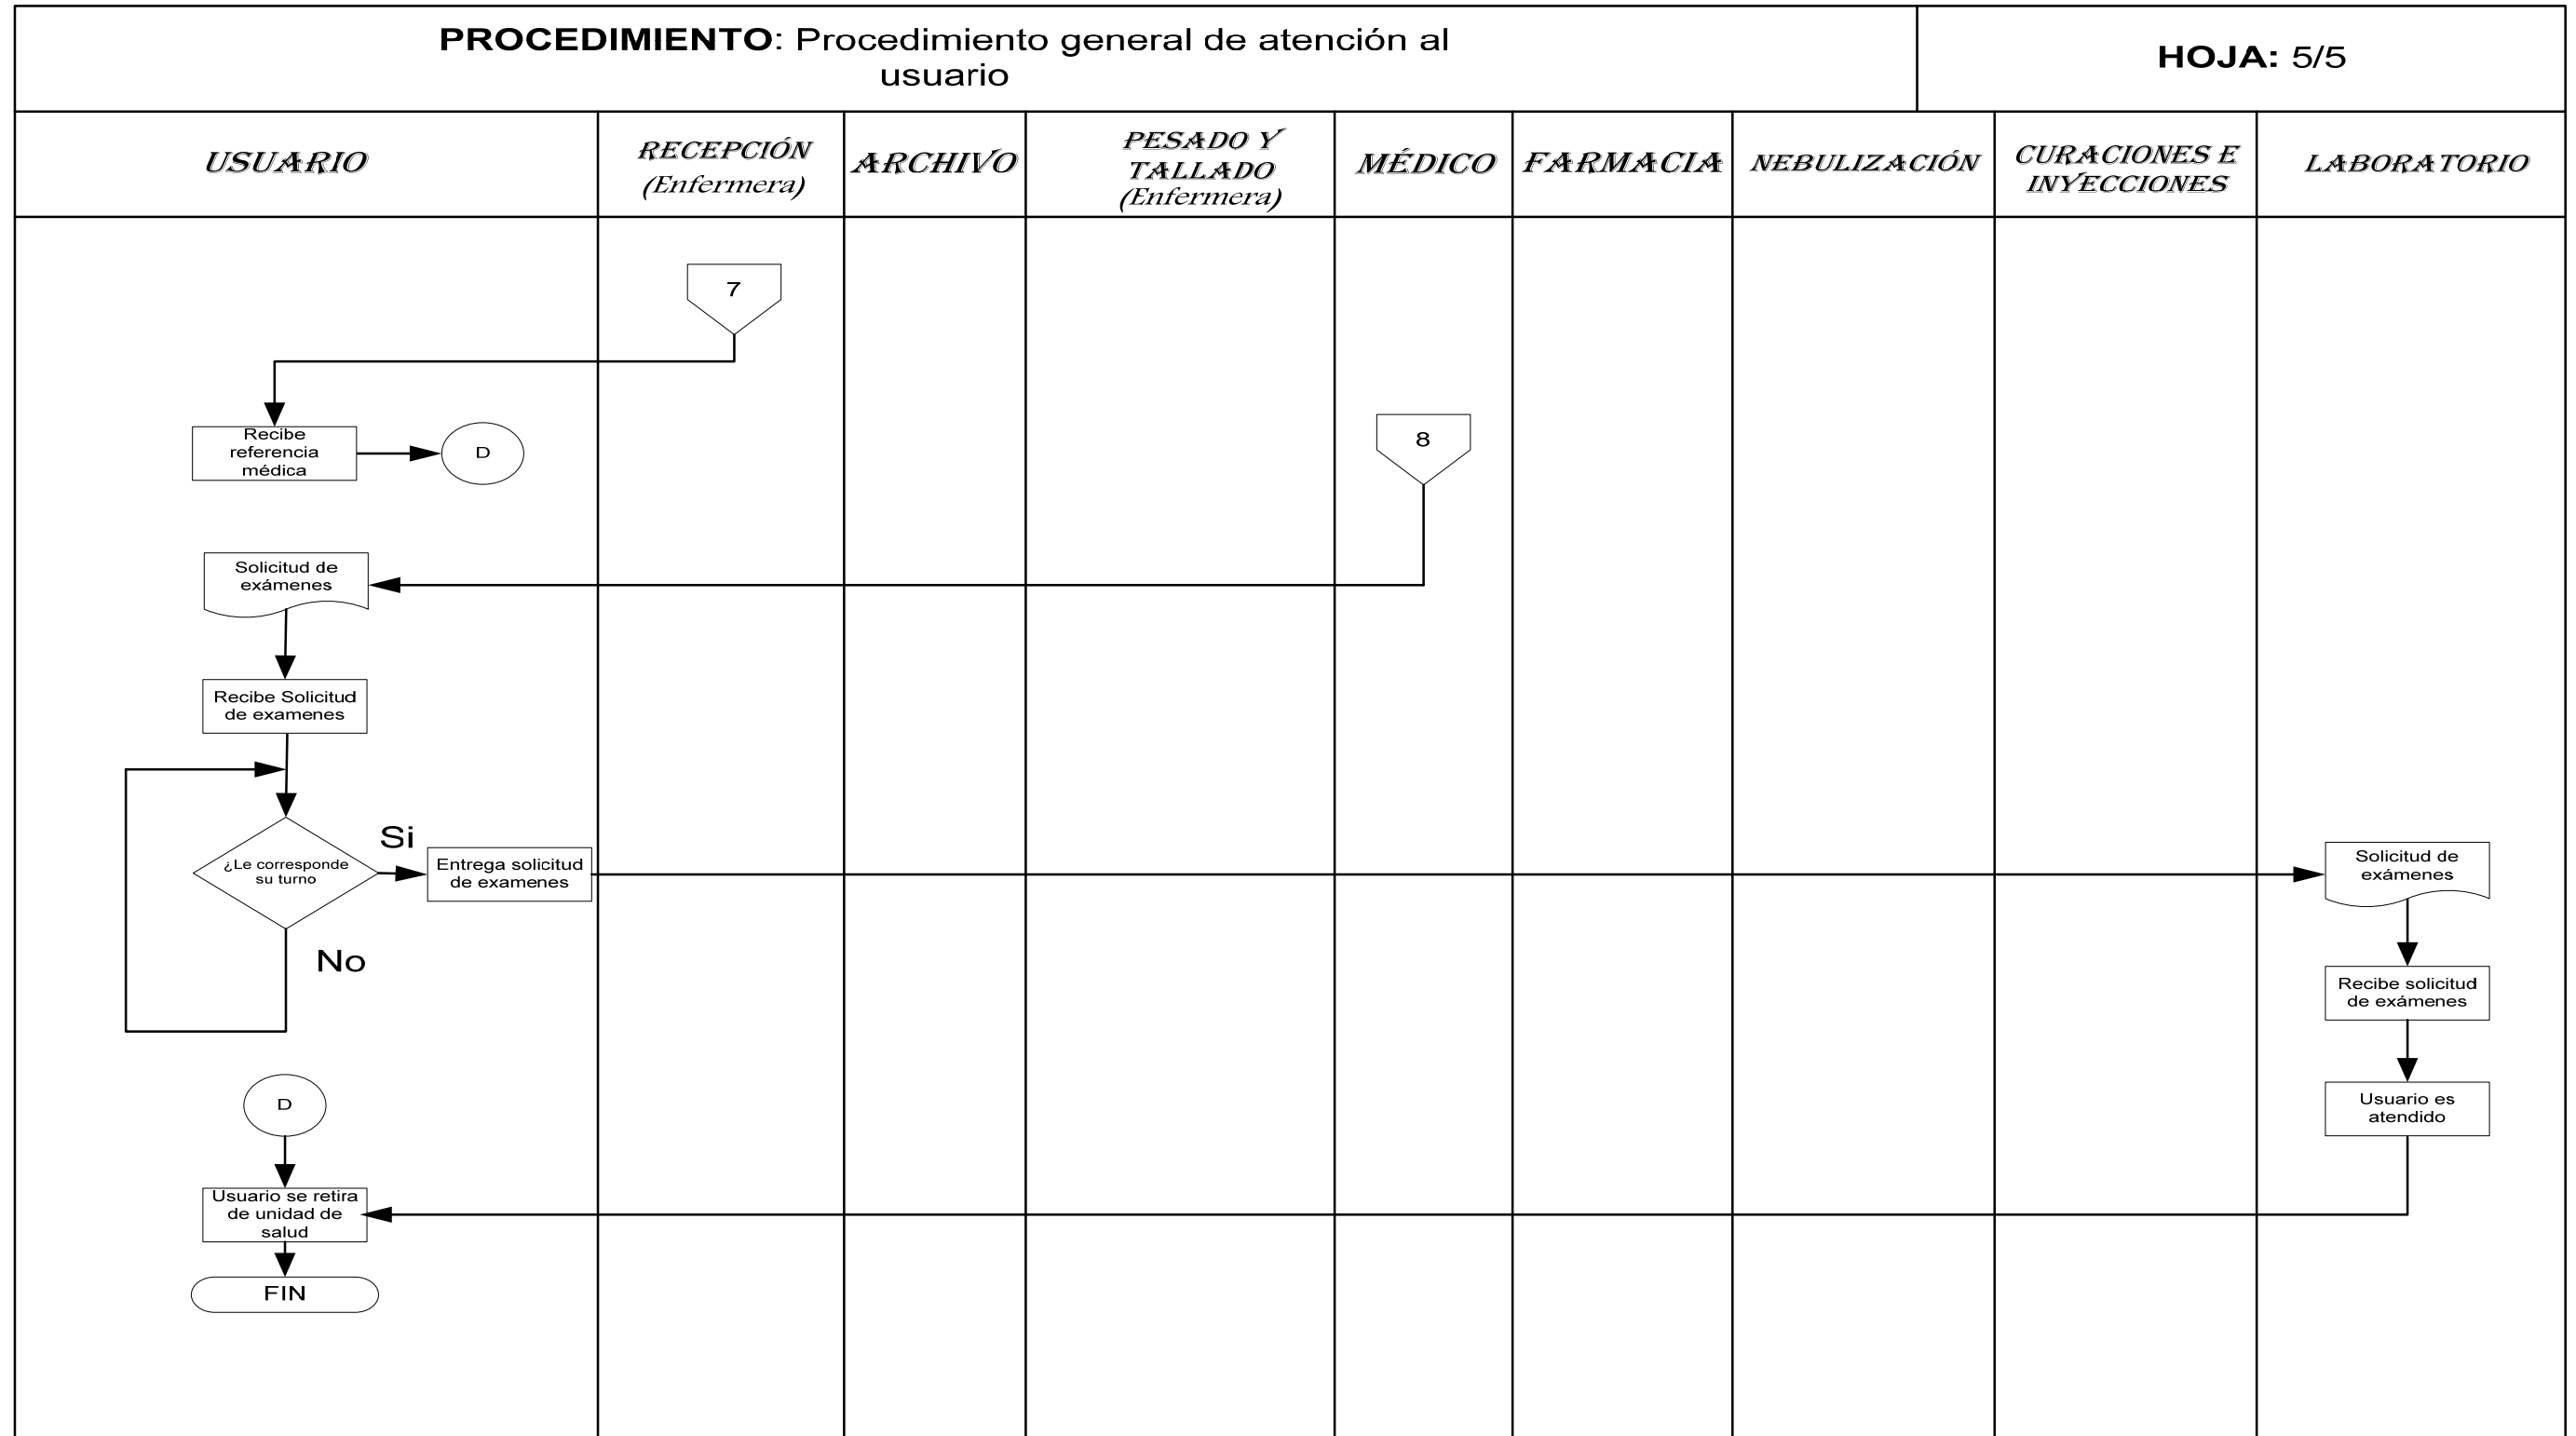 PROCEDIMIENTO: Procedimiento general de atención al
usuario
HOJA: 5/5
USUARIO
RECEPCIÓN
(Enfermera)
ARCHIVO
PESADO Y
TALLADO
(Enfermera)
MÉDICO
FARMACIA
NEBULIZACIÓN
CURACIONES E
INYECCIONES
LABORATORIO
7
Recibe
referencia
médica
D
8
Solicitud de
exámenes
Recibe Solicitud
de examenes
¿Le corresponde
su turno
Si
Entrega solicitud
de examenes
No
Solicitud de
exámenes
Recibe solicitud
de exámenes
Usuario es
atendido
D
Usuario se retira
de unidad de
salud
FIN